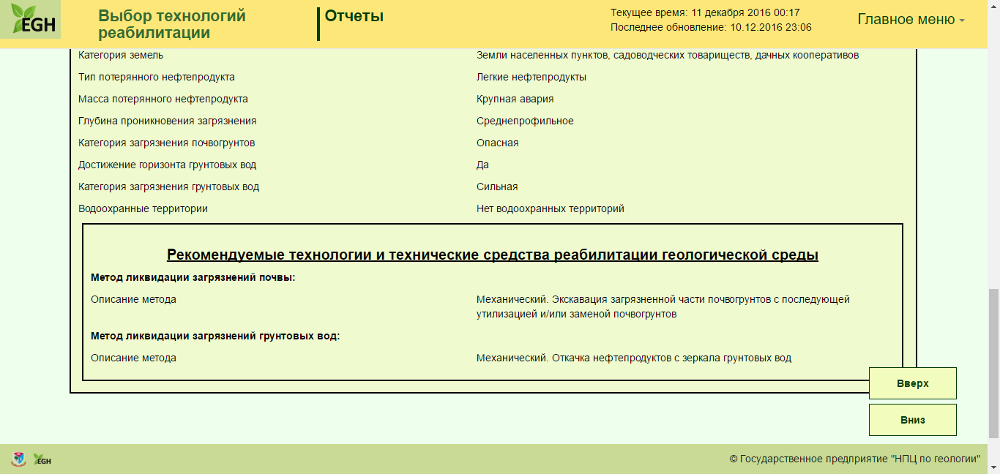 EGH
Выбор технологий
реабилитации
Отчеты
Текущее время: 11 декабря 2016 00:17
Последнее обновление: 10.12.2016 23:06
Главное меню
Категория земель Земли населенных пунктов, садоводческих товариществ, дачных кооперативов
Тип потерянного нефтепродукта Легкие нефтепродукты
Масса потерянного нефтепродукта Крупная авария
Глубина проникновения загрязнения Среднепрофильное
Категория загрязнения почвогрунтов Опасная
Достижение горизонта грунтовых вод Да
Категория загрязнения грунтовых вод Сильная
Водоохранные территории Нет водоохранных территорий
Рекомендуемые технологии и технические средства реабилитации геологической среды
Метод ликвидации загрязнений почвы:
Описание метода Механический. Экскавация загрязненной части почвогрунтов с последующей
утилизацией и/или заменой почвогрунтов
Метод ликвидации загрязнений грунтовых вод:
Описание метода Механический. Откачка нефтепродуктов с зеркала грунтовых вод
Вверх
Вниз
EGH
© Государственное предприятие "НПЦ по геологии"